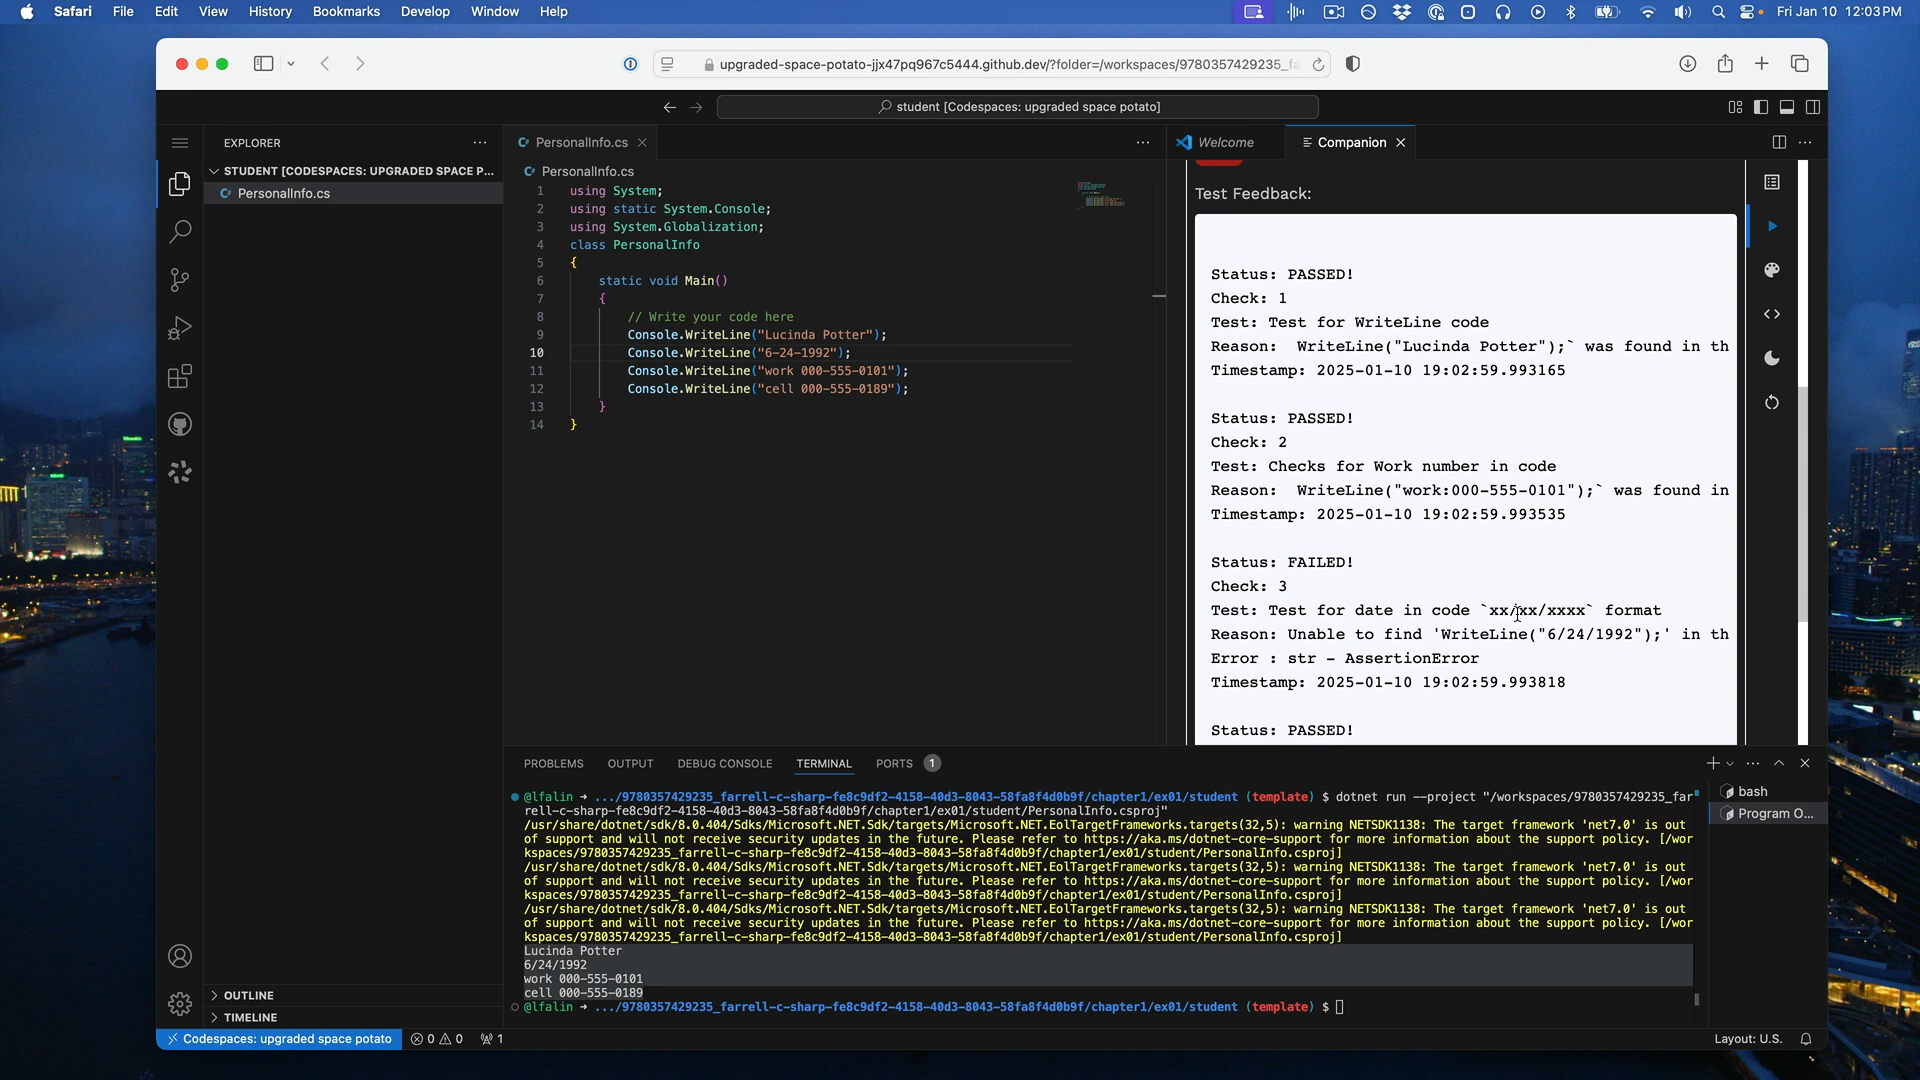 Safari File Edit View History Bookmarks Develop Window Help Fri Jan 10 12:03 PM
upgraded-space-potato-jjx47pq967c5444.github.dev/?folder=/workspaces/9780357429235_fa
student [Codespaces: upgraded space potato]
EXPLORER
STUDENT [CODESPACES: UPGRADED SPACE P...
PersonalInfo.cs
OUTLINE
TIMELINE
PersonalInfo.cs
PersonalInfo.cs
1 using System;
2 using static System.Console;
3 using System.Globalization;
4 class PersonalInfo
5 {
6 static void Main()
7 {
8 // Write your code here
9 Console.WriteLine("Lucinda Potter");
10 Console.WriteLine("6-24-1992");
11 Console.WriteLine("work 000-555-0101");
12 Console.WriteLine("cell 000-555-0189");
13 }
14 }
Welcome Companion
Test Feedback:
Status: PASSED!
Check: 1
Test: Test for WriteLine code
Reason: WriteLine("Lucinda Potter");` was found in th
Timestamp: 2025-01-10 19:02:59.993165
Status: PASSED!
Check: 2
Test: Checks for Work number in code
Reason: WriteLine("work:000-555-0101");` was found in
Timestamp: 2025-01-10 19:02:59.993535
Status: FAILED!
Check: 3
Test: Test for date in code `xx/xx/xxxx` format
Reason: Unable to find 'WriteLine("6/24/1992");' in th
Error : str - AssertionError
Timestamp: 2025-01-10 19:02:59.993818
Status: PASSED!
PROBLEMS OUTPUT DEBUG CONSOLE TERMINAL PORTS 1
@lfalin ➜ .../9780357429235_farrell-c-sharp-fe8c9df2-4158-40d3-8043-58fa8f4d0b9f/chapter1/ex01/student (template) $ dotnet run --project "/workspaces/9780357429235_far
rell-c-sharp-fe8c9df2-4158-40d3-8043-58fa8f4d0b9f/chapter1/ex01/student/PersonalInfo.csproj"
/usr/share/dotnet/sdk/8.0.404/Sdks/Microsoft.NET.Sdk/targets/Microsoft.NET.EolTargetFrameworks.targets(32,5): warning NETSDK1138: The target framework 'net7.0' is out
of support and will not receive security updates in the future. Please refer to https://aka.ms/dotnet-core-support for more information about the support policy. [/wor
kspaces/9780357429235_farrell-c-sharp-fe8c9df2-4158-40d3-8043-58fa8f4d0b9f/chapter1/ex01/student/PersonalInfo.csproj]
/usr/share/dotnet/sdk/8.0.404/Sdks/Microsoft.NET.Sdk/targets/Microsoft.NET.EolTargetFrameworks.targets(32,5): warning NETSDK1138: The target framework 'net7.0' is out
of support and will not receive security updates in the future. Please refer to https://aka.ms/dotnet-core-support for more information about the support policy. [/wor
kspaces/9780357429235_farrell-c-sharp-fe8c9df2-4158-40d3-8043-58fa8f4d0b9f/chapter1/ex01/student/PersonalInfo.csproj]
/usr/share/dotnet/sdk/8.0.404/Sdks/Microsoft.NET.Sdk/targets/Microsoft.NET.EolTargetFrameworks.targets(32,5): warning NETSDK1138: The target framework 'net7.0' is out
of support and will not receive security updates in the future. Please refer to https://aka.ms/dotnet-core-support for more information about the support policy. [/wor
kspaces/9780357429235_farrell-c-sharp-fe8c9df2-4158-40d3-8043-58fa8f4d0b9f/chapter1/ex01/student/PersonalInfo.csproj]
Lucinda Potter
6/24/1992
work 000-555-0101
cell 000-555-0189
@lfalin ➜ .../9780357429235_farrell-c-sharp-fe8c9df2-4158-40d3-8043-58fa8f4d0b9f/chapter1/ex01/student (template) $
bash
Program O...
Codespaces: upgraded space potato 0 0 1 Layout: U.S.